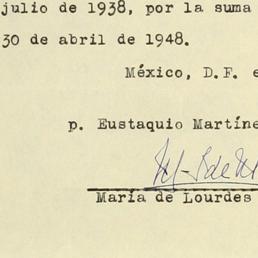 julio de 1938, por la suma
30 de abril de 1948.
México, D.F. e
p. Eustaquio Martíne
María de Lourdes